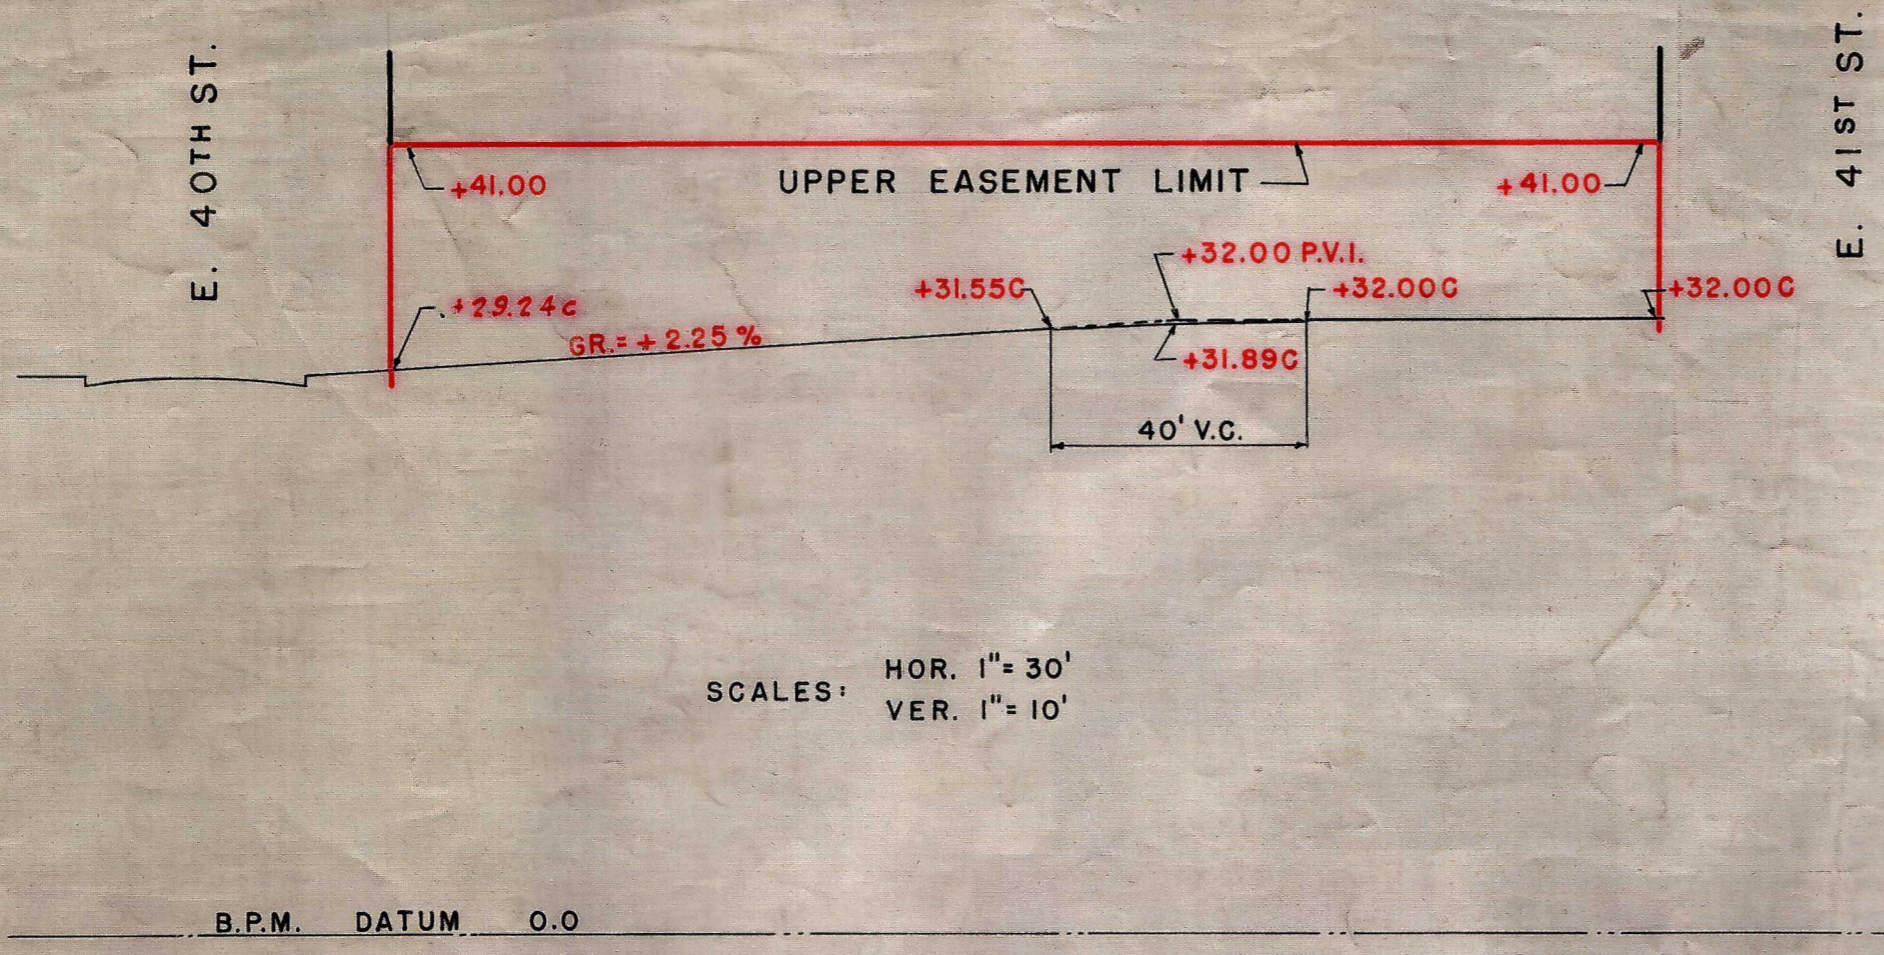 E. 40TH ST.
E. 41ST ST.
+41.00
UPPER EASEMENT LIMIT
+41.00
+32.00 P.V.I.
+31.55C
+32.00C
+32.00C
+29.24c
GR.= + 2.25 %
+31.89C
40' V.C.
SCALES: HOR. 1"= 30'
VER. 1"= 10'
B.P.M. DATUM 0.0